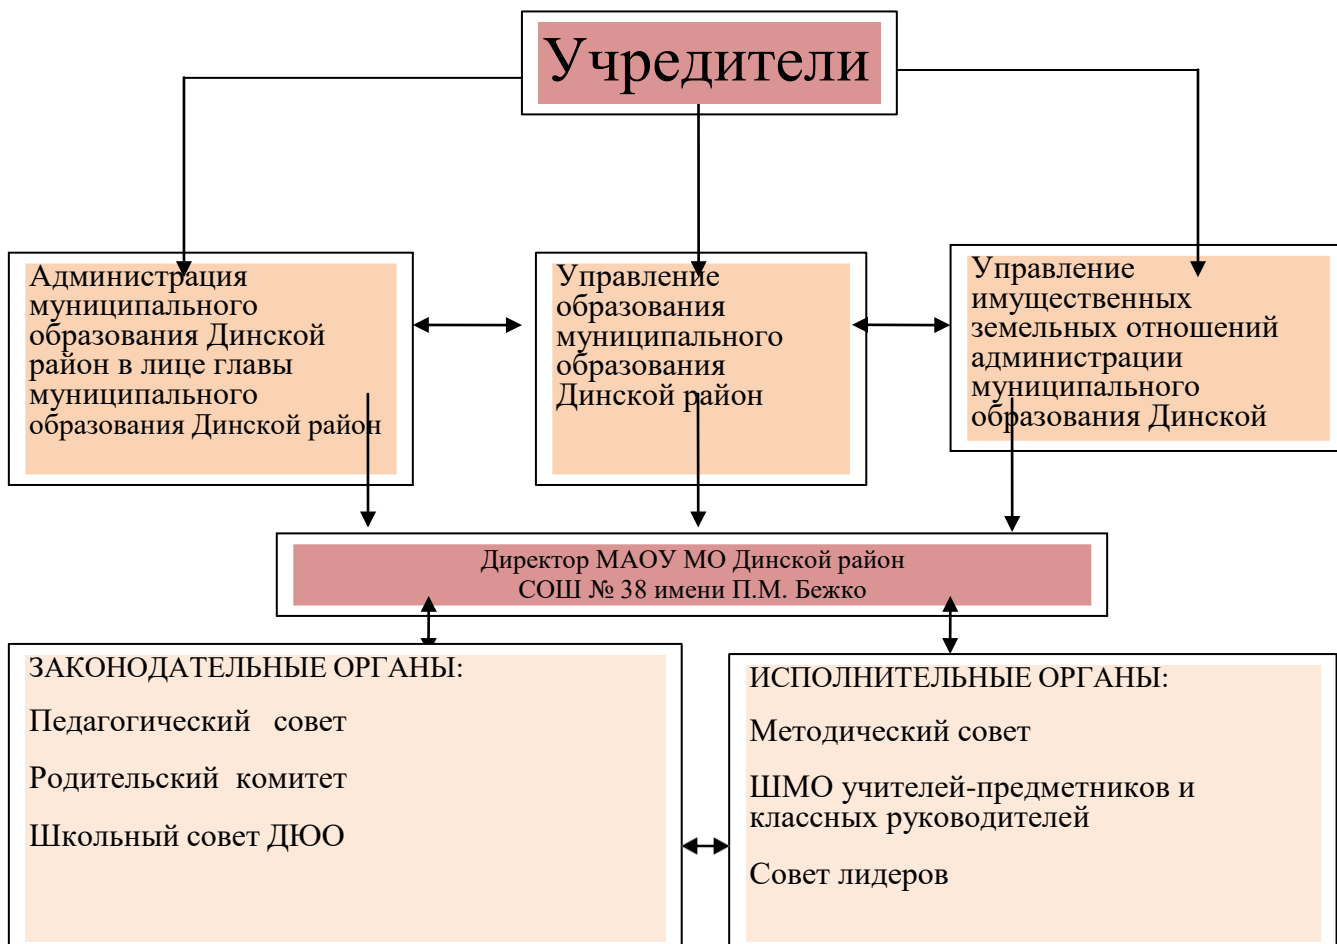 Учредители
Администрация
муниципального
образования Динской
район в лице главы
муниципального
образования Динской район
Управление
образования
муниципального
образования
Динской район
Управление
имущественных
земельных отношений
администрации
муниципального
образования Динской
Директор МАОУ МО Динской район
СОШ № 38 имени П.М. Бежко
ЗАКОНОДАТЕЛЬНЫЕ ОРГАНЫ:
Педагогический совет
Родительский комитет
Школьный совет ДЮО
ИСПОЛНИТЕЛЬНЫЕ ОРГАНЫ:
Методический совет
ШМО учителей-предметников и
классных руководителей
Совет лидеров